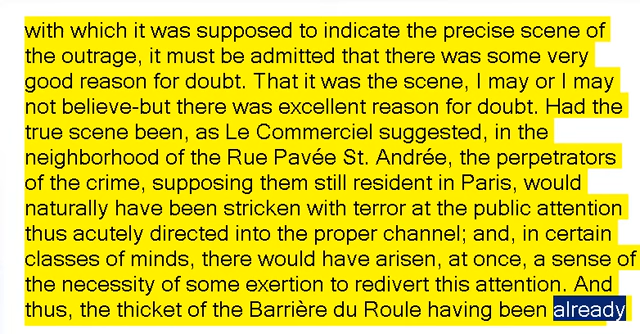 with which it was supposed to indicate the precise scene of
the outrage, it must be admitted that there was some very
good reason for doubt. That it was the scene, I may or I may
not believe-but there was excellent reason for doubt. Had the
true scene been, as Le Commerciel suggested, in the
neighborhood of the Rue Pavée St. Andrée, the perpetrators
of the crime, supposing them still resident in Paris, would
naturally have been stricken with terror at the public attention
thus acutely directed into the proper channel; and, in certain
classes of minds, there would have arisen, at once, a sense of
the necessity of some exertion to redivert this attention. And
thus, the thicket of the Barrière du Roule having been already